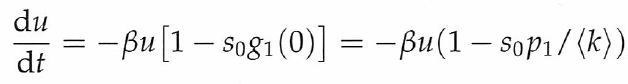 du/dt = −βu[1 − s₀g₁(0)] = −βu(1 − s₀p₁/⟨k⟩)